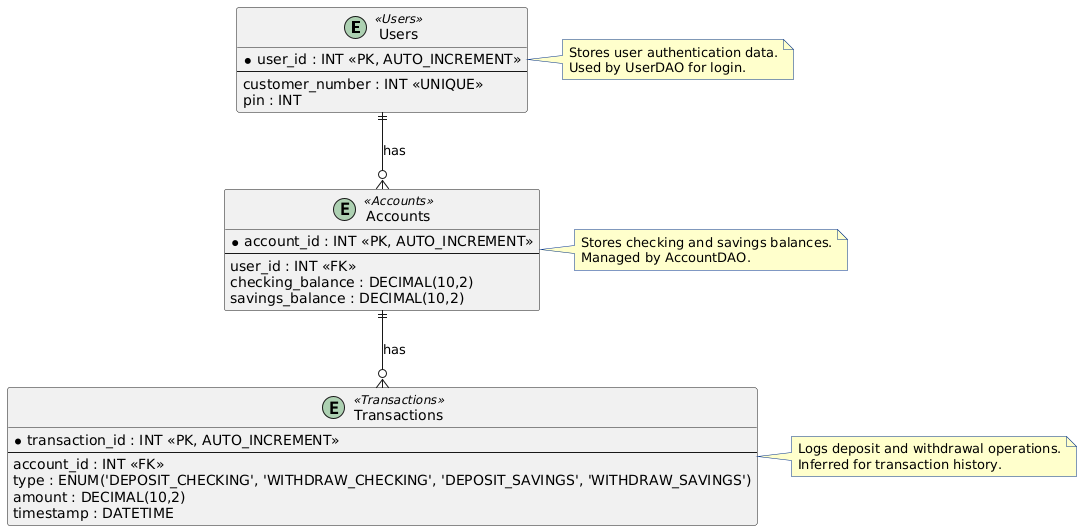 E
«Users»
Users
* user_id : INT «PK, AUTO_INCREMENT»
customer_number : INT «UNIQUE»
pin : INT
Stores user authentication data.
Used by UserDAO for login.
has
E
«Accounts»
Accounts
* account_id : INT «PK, AUTO_INCREMENT»
user_id : INT «FK»
checking_balance : DECIMAL(10,2)
savings_balance : DECIMAL(10,2)
Stores checking and savings balances.
Managed by AccountDAO.
has
E
«Transactions»
Transactions
* transaction_id : INT «PK, AUTO_INCREMENT»
account_id : INT «FK»
type : ENUM('DEPOSIT_CHECKING', 'WITHDRAW_CHECKING', 'DEPOSIT_SAVINGS', 'WITHDRAW_SAVINGS')
amount : DECIMAL(10,2)
timestamp : DATETIME
Logs deposit and withdrawal operations.
Inferred for transaction history.